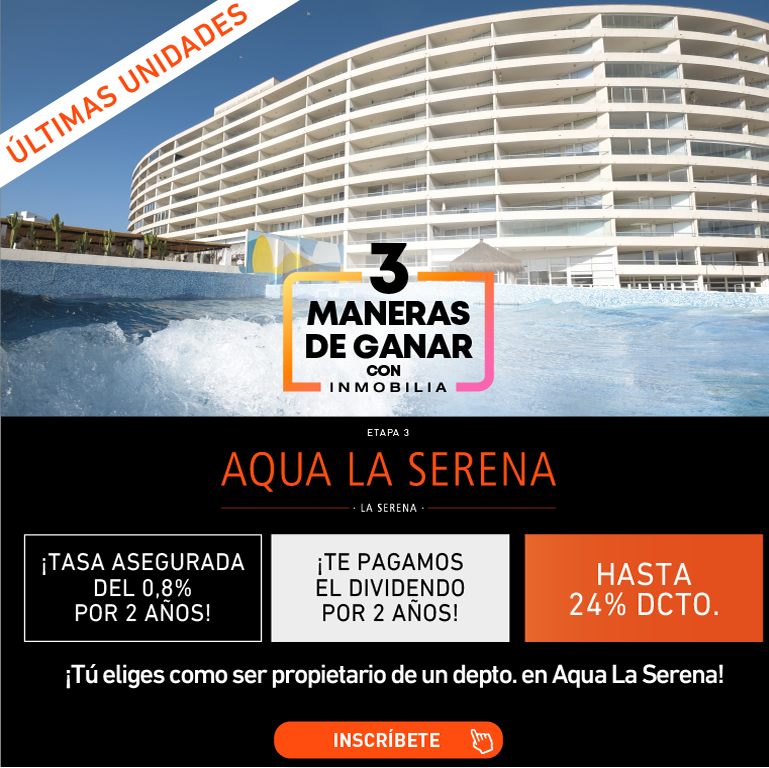 ÚLTIMAS UNIDADES
3
MANERAS
DE GANAR
CON
INMOBILIA
ETAPA 3
AQUA LA SERENA
· LA SERENA ·
¡TASA ASEGURADA
DEL 0,8%
POR 2 AÑOS!
¡TE PAGAMOS
EL DIVIDENDO
POR 2 AÑOS!
HASTA
24% DCTO.
¡Tú eliges como ser propietario de un depto. en Aqua La Serena!
INSCRÍBETE